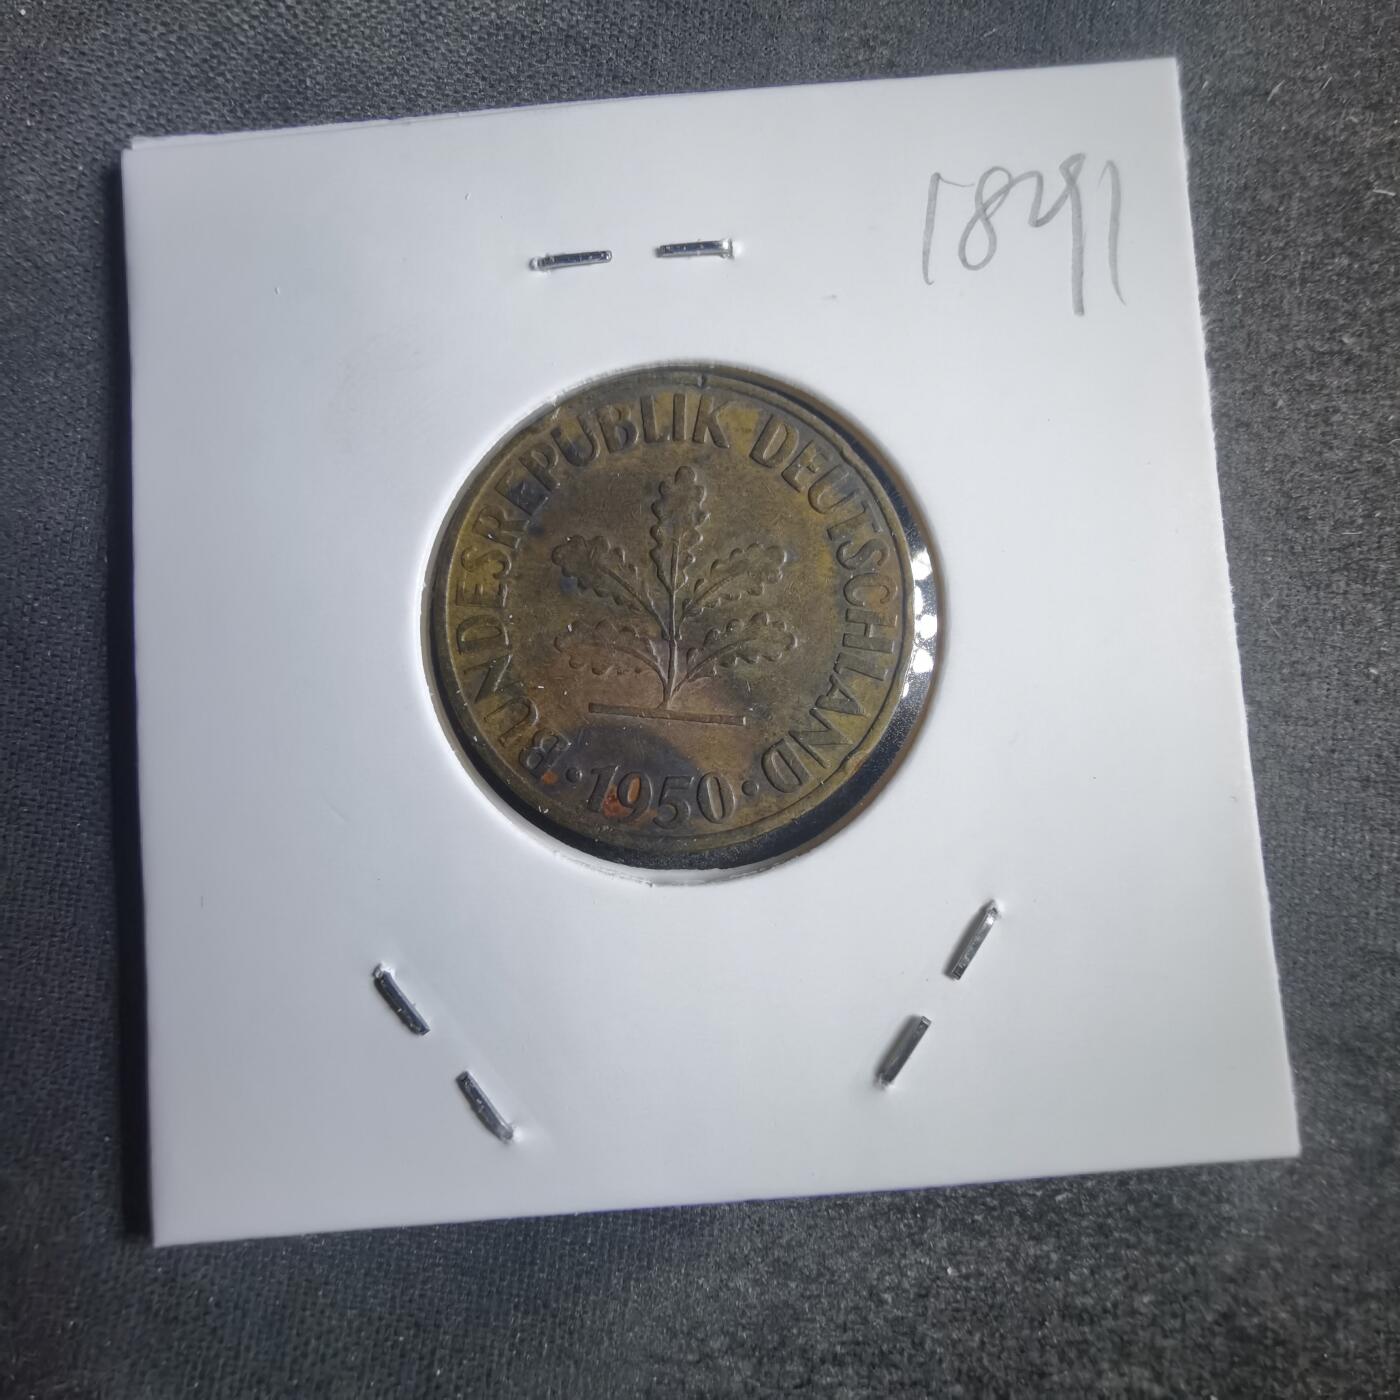 1891
BUNDESREPUBLIK DEUTSCHLAND
· 1950 ·